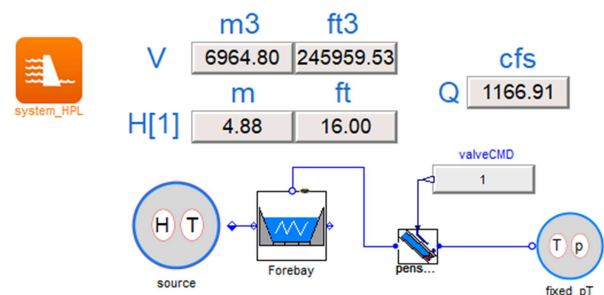 m3 ft3
V 6964.80 245959.53
cfs
Q 1166.91
system_HPL
m ft
H[1] 4.88 16.00
valveCMD
1
H T
T p
Forebay
pens...
source
fixed_pT